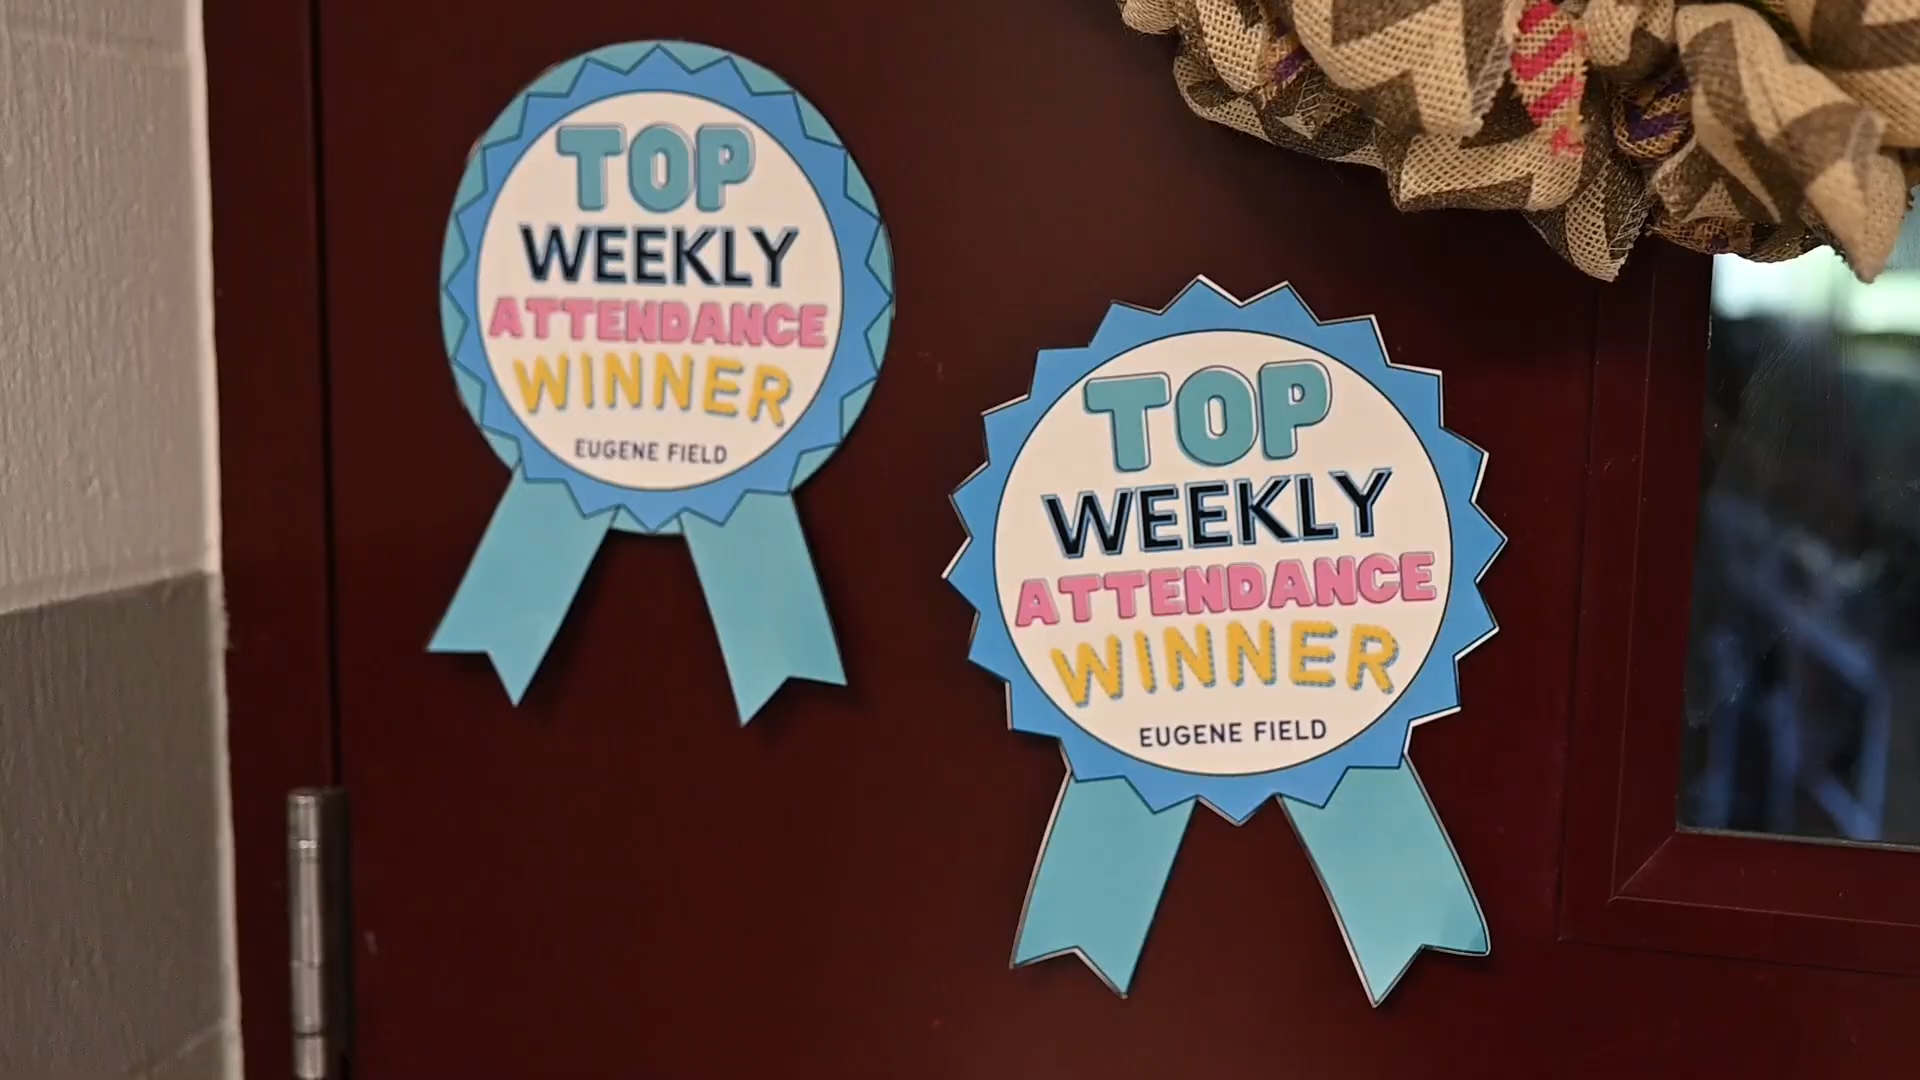 TOP
WEEKLY
ATTENDANCE
WINNER
EUGENE FIELD
TOP
WEEKLY
ATTENDANCE
WINNER
EUGENE FIELD